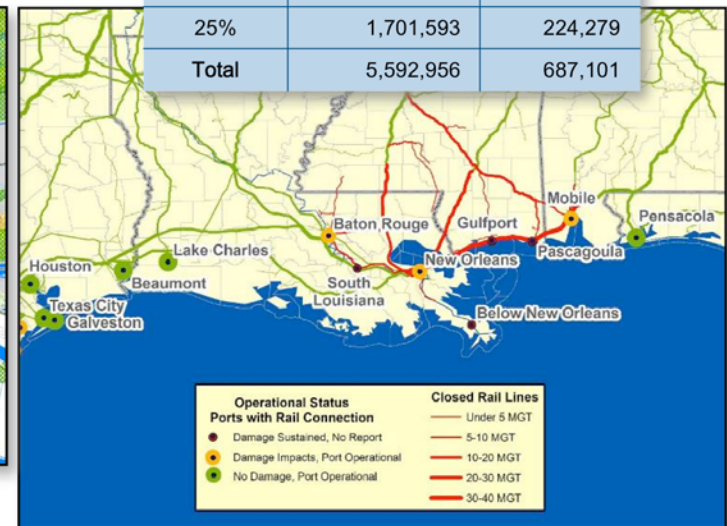 25% 1,701,593 224,279
Total 5,592,956 687,101
Mobile
Baton Rouge
Gulfport
Pensacola
Lake Charles
New Orleans
Pascagoula
Houston
Beaumont
South
Louisiana
Texas City
Galveston
Below New Orleans
Operational Status
Ports with Rail Connection
Damage Sustained, No Report
Damage Impacts, Port Operational
No Damage, Port Operational
Closed Rail Lines
Under 5 MGT
5-10 MGT
10-20 MGT
20-30 MGT
30-40 MGT